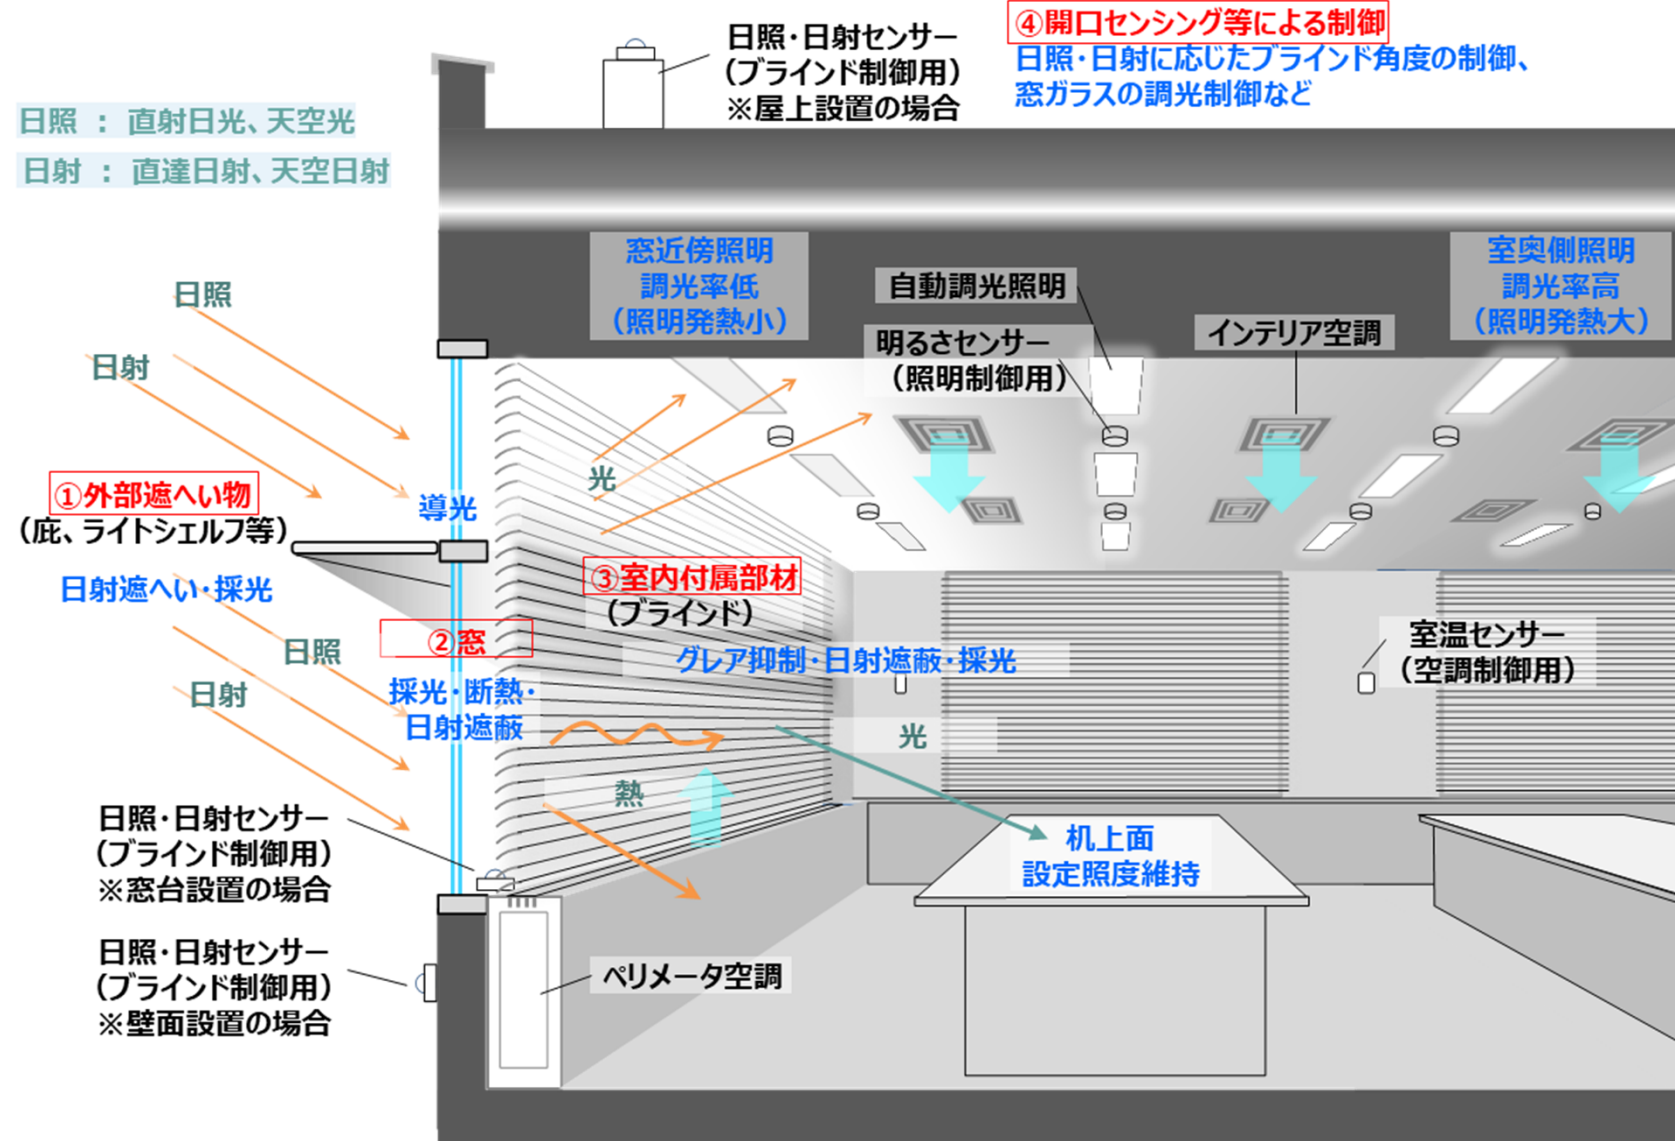 日照・日射センサー
（ブラインド制御用）
※屋上設置の場合
④開口センシング等による制御
日照・日射に応じたブラインド角度の制御、
窓ガラスの調光制御など
日照 ： 直射日光、天空光
日射 ： 直達日射、天空日射
窓近傍照明
調光率低
（照明発熱小）
自動調光照明
明るさセンサー
（照明制御用）
インテリア空調
室奥側照明
調光率高
（照明発熱大）
日照
日射
①外部遮へい物
（庇、ライトシェルフ等）
日射遮へい・採光
導光
光
③室内付属部材
（ブラインド）
グレア抑制・日射遮蔽・採光
②窓
採光・断熱・
日射遮蔽
日照
日射
室温センサー
（空調制御用）
光
熱
机上面
設定照度維持
日照・日射センサー
（ブラインド制御用）
※窓台設置の場合
日照・日射センサー
（ブラインド制御用）
※壁面設置の場合
ペリメータ空調